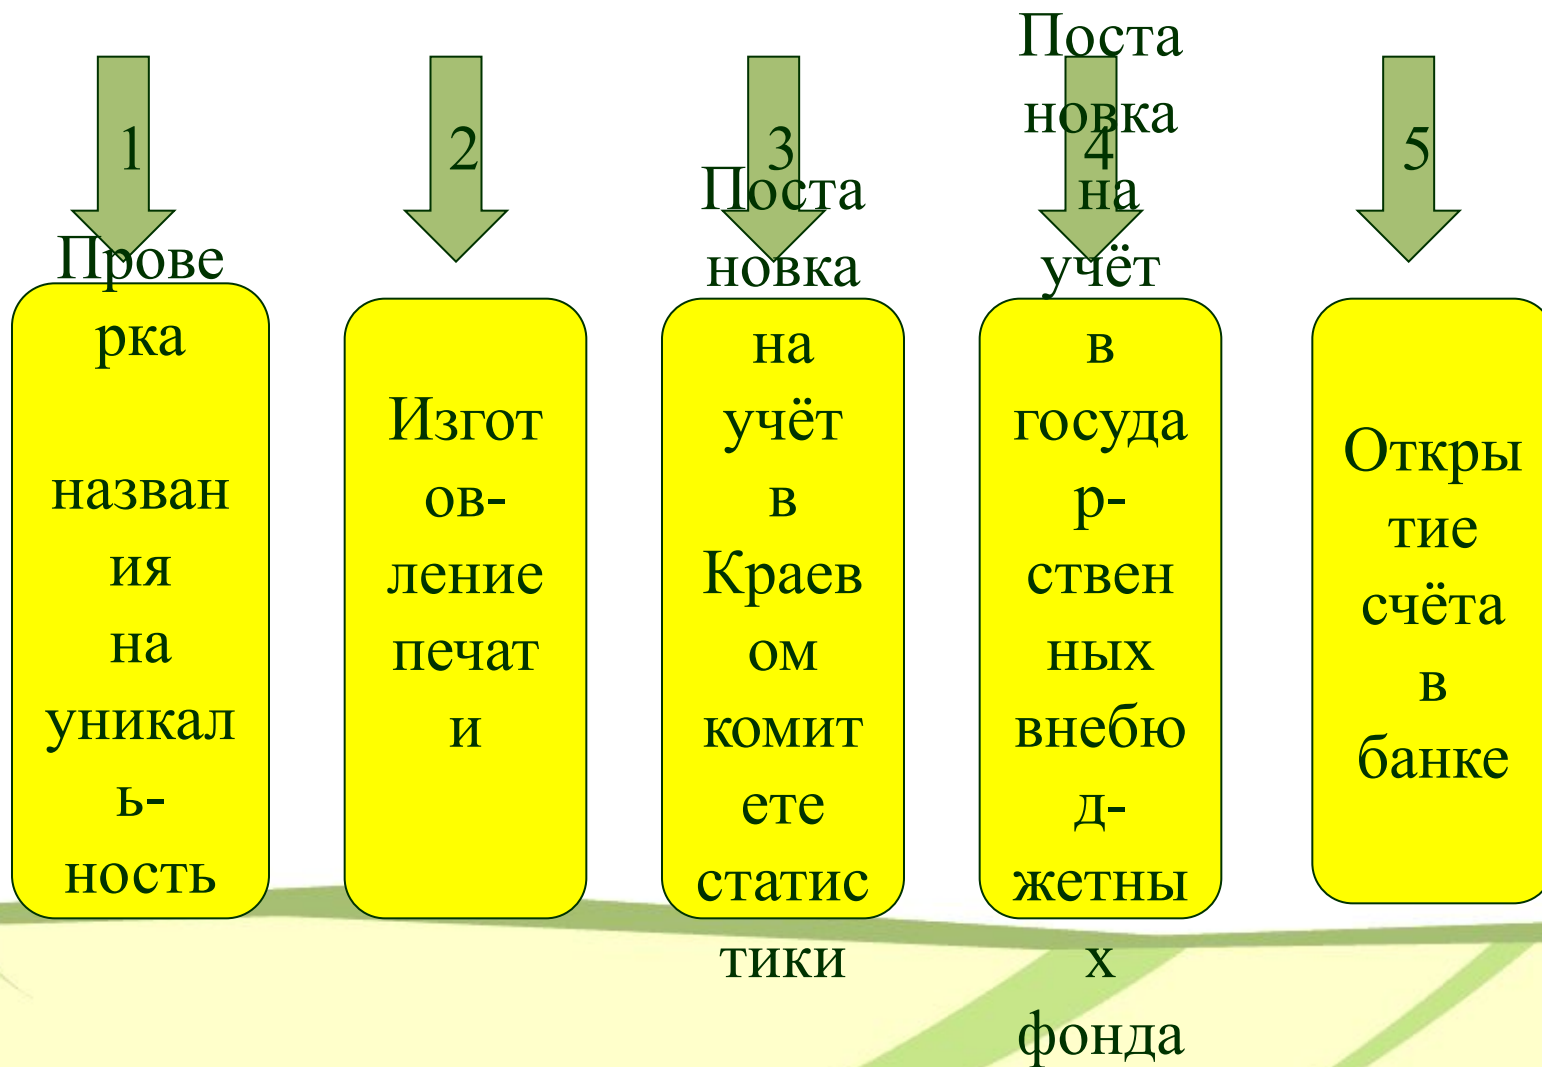 1
Прове
рка
назван
ия
на
уникал
ь-
ность
2
Изгот
ов-
ление
печат
и
3
Поста
новка
на
учёт
в
Краев
ом
комит
ете
статис
тики
4
Поста
новка
на
учёт
в
госуда
р-
ствен
ных
внебю
д-
жетны
х
фонда
5
Откры
тие
счёта
в
банке